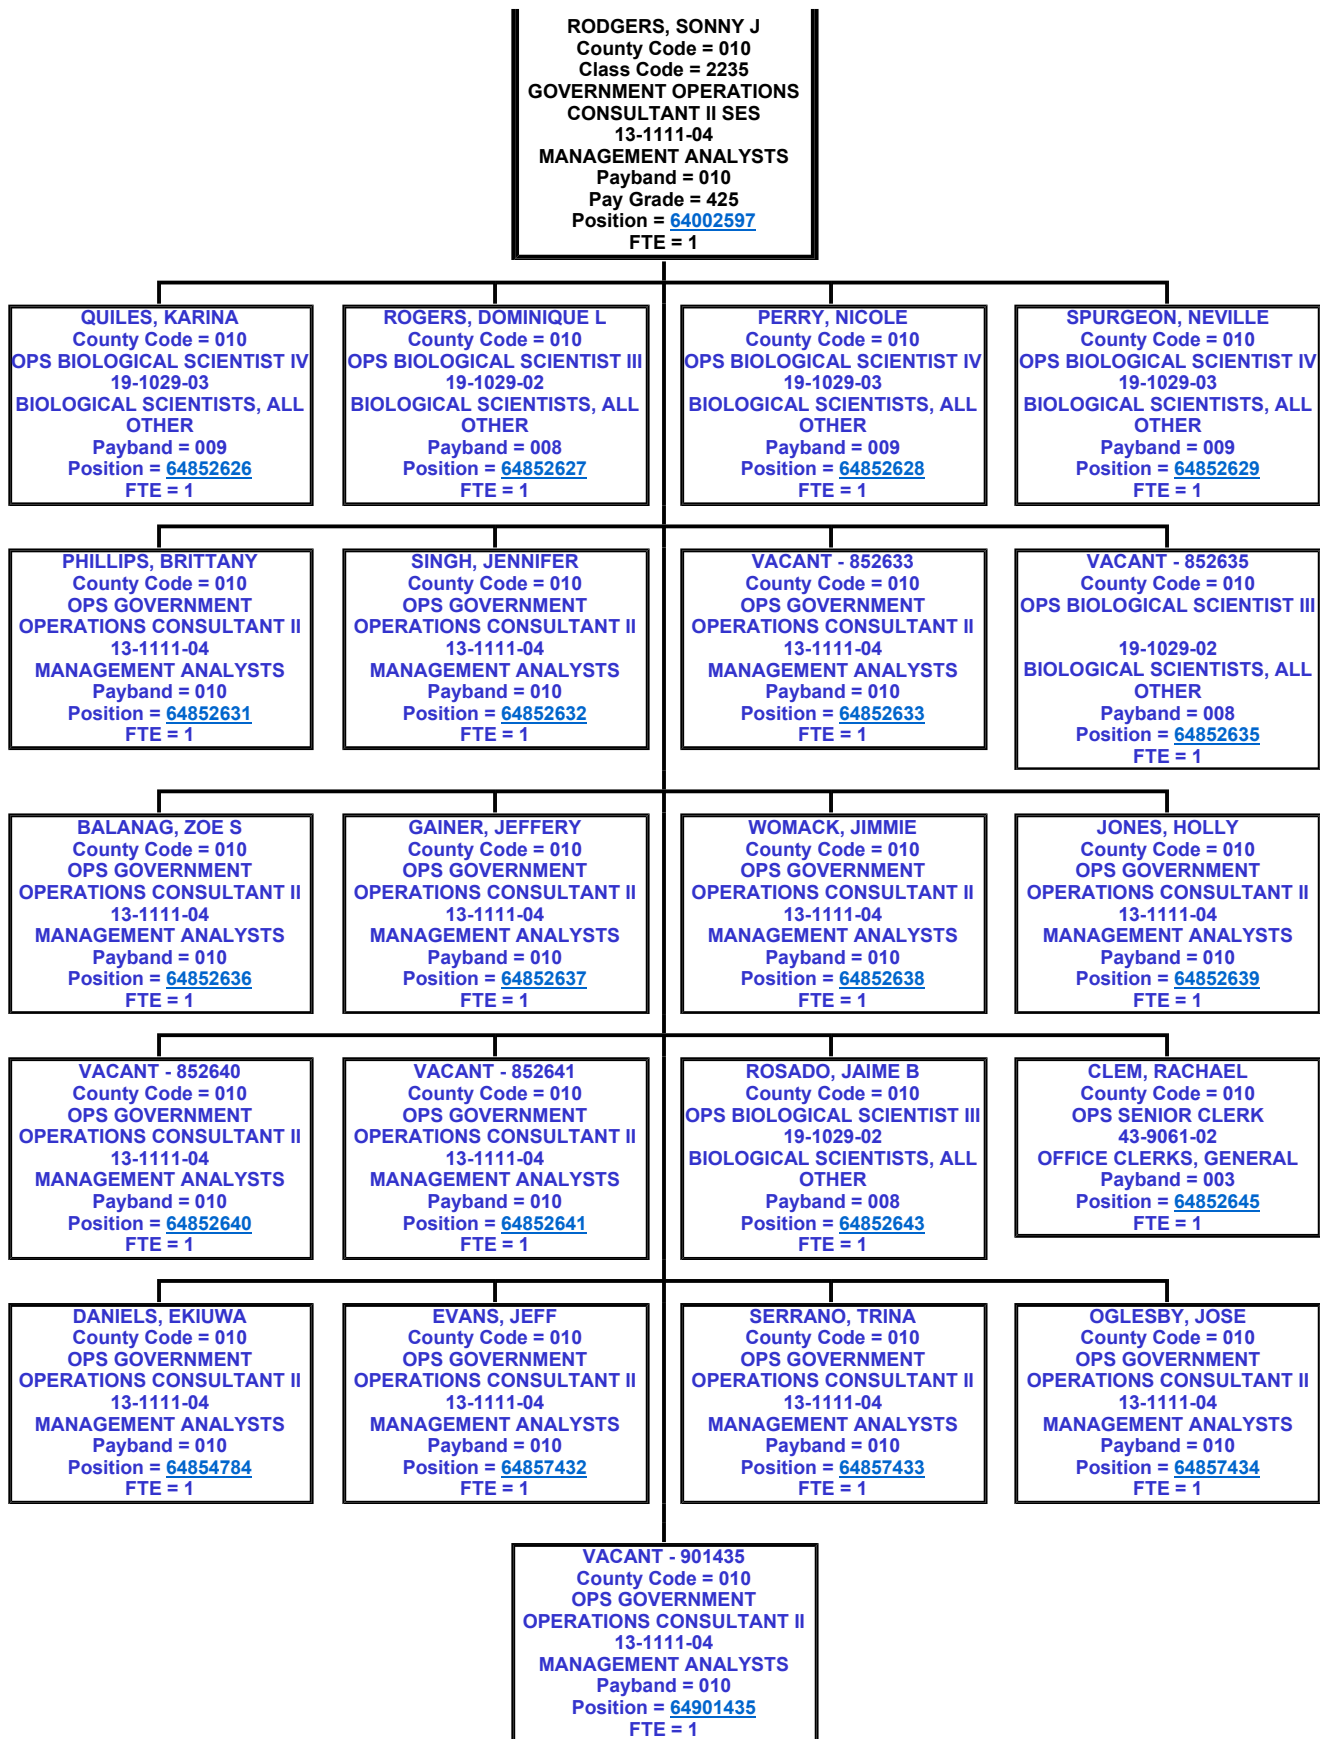 RODGERS, SONNY J
County Code = 010
Class Code = 2235
GOVERNMENT OPERATIONS
CONSULTANT II SES
13-1111-04
MANAGEMENT ANALYSTS
Payband = 010
Pay Grade = 425
Position = 64002597
FTE = 1
QUILES, KARINA
County Code = 010
OPS BIOLOGICAL SCIENTIST IV
19-1029-03
BIOLOGICAL SCIENTISTS, ALL
OTHER
Payband = 009
Position = 64852626
FTE = 1
ROGERS, DOMINIQUE L
County Code = 010
OPS BIOLOGICAL SCIENTIST III
19-1029-02
BIOLOGICAL SCIENTISTS, ALL
OTHER
Payband = 008
Position = 64852627
FTE = 1
PERRY, NICOLE
County Code = 010
OPS BIOLOGICAL SCIENTIST IV
19-1029-03
BIOLOGICAL SCIENTISTS, ALL
OTHER
Payband = 009
Position = 64852628
FTE = 1
SPURGEON, NEVILLE
County Code = 010
OPS BIOLOGICAL SCIENTIST IV
19-1029-03
BIOLOGICAL SCIENTISTS, ALL
OTHER
Payband = 009
Position = 64852629
FTE = 1
PHILLIPS, BRITTANY
County Code = 010
OPS GOVERNMENT
OPERATIONS CONSULTANT II
13-1111-04
MANAGEMENT ANALYSTS
Payband = 010
Position = 64852631
FTE = 1
SINGH, JENNIFER
County Code = 010
OPS GOVERNMENT
OPERATIONS CONSULTANT II
13-1111-04
MANAGEMENT ANALYSTS
Payband = 010
Position = 64852632
FTE = 1
VACANT - 852633
County Code = 010
OPS GOVERNMENT
OPERATIONS CONSULTANT II
13-1111-04
MANAGEMENT ANALYSTS
Payband = 010
Position = 64852633
FTE = 1
VACANT - 852635
County Code = 010
OPS BIOLOGICAL SCIENTIST III
19-1029-02
BIOLOGICAL SCIENTISTS, ALL
OTHER
Payband = 008
Position = 64852635
FTE = 1
BALANAG, ZOE S
County Code = 010
OPS GOVERNMENT
OPERATIONS CONSULTANT II
13-1111-04
MANAGEMENT ANALYSTS
Payband = 010
Position = 64852636
FTE = 1
GAINER, JEFFERY
County Code = 010
OPS GOVERNMENT
OPERATIONS CONSULTANT II
13-1111-04
MANAGEMENT ANALYSTS
Payband = 010
Position = 64852637
FTE = 1
WOMACK, JIMMIE
County Code = 010
OPS GOVERNMENT
OPERATIONS CONSULTANT II
13-1111-04
MANAGEMENT ANALYSTS
Payband = 010
Position = 64852638
FTE = 1
JONES, HOLLY
County Code = 010
OPS GOVERNMENT
OPERATIONS CONSULTANT II
13-1111-04
MANAGEMENT ANALYSTS
Payband = 010
Position = 64852639
FTE = 1
VACANT - 852640
County Code = 010
OPS GOVERNMENT
OPERATIONS CONSULTANT II
13-1111-04
MANAGEMENT ANALYSTS
Payband = 010
Position = 64852640
FTE = 1
VACANT - 852641
County Code = 010
OPS GOVERNMENT
OPERATIONS CONSULTANT II
13-1111-04
MANAGEMENT ANALYSTS
Payband = 010
Position = 64852641
FTE = 1
ROSADO, JAIME B
County Code = 010
OPS BIOLOGICAL SCIENTIST III
19-1029-02
BIOLOGICAL SCIENTISTS, ALL
OTHER
Payband = 008
Position = 64852643
FTE = 1
CLEM, RACHAEL
County Code = 010
OPS SENIOR CLERK
43-9061-02
OFFICE CLERKS, GENERAL
Payband = 003
Position = 64852645
FTE = 1
DANIELS, EKIUWA
County Code = 010
OPS GOVERNMENT
OPERATIONS CONSULTANT II
13-1111-04
MANAGEMENT ANALYSTS
Payband = 010
Position = 64854784
FTE = 1
EVANS, JEFF
County Code = 010
OPS GOVERNMENT
OPERATIONS CONSULTANT II
13-1111-04
MANAGEMENT ANALYSTS
Payband = 010
Position = 64857432
FTE = 1
SERRANO, TRINA
County Code = 010
OPS GOVERNMENT
OPERATIONS CONSULTANT II
13-1111-04
MANAGEMENT ANALYSTS
Payband = 010
Position = 64857433
FTE = 1
OGLESBY, JOSE
County Code = 010
OPS GOVERNMENT
OPERATIONS CONSULTANT II
13-1111-04
MANAGEMENT ANALYSTS
Payband = 010
Position = 64857434
FTE = 1
VACANT - 901435
County Code = 010
OPS GOVERNMENT
OPERATIONS CONSULTANT II
13-1111-04
MANAGEMENT ANALYSTS
Payband = 010
Position = 64901435
FTE = 1